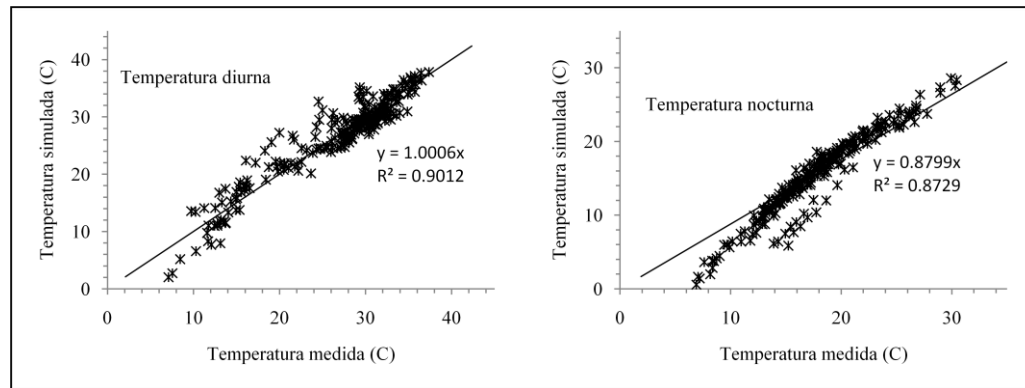 Temperatura simulada (C)
40
30
20
10
0
Temperatura diurna
y = 1.0006x
R² = 0.9012
0
10
20
30
40
Temperatura medida (C)
Temperatura simulada (C)
30
20
10
0
Temperatura nocturna
y = 0.8799x
R² = 0.8729
0
10
20
30
Temperatura medida (C)